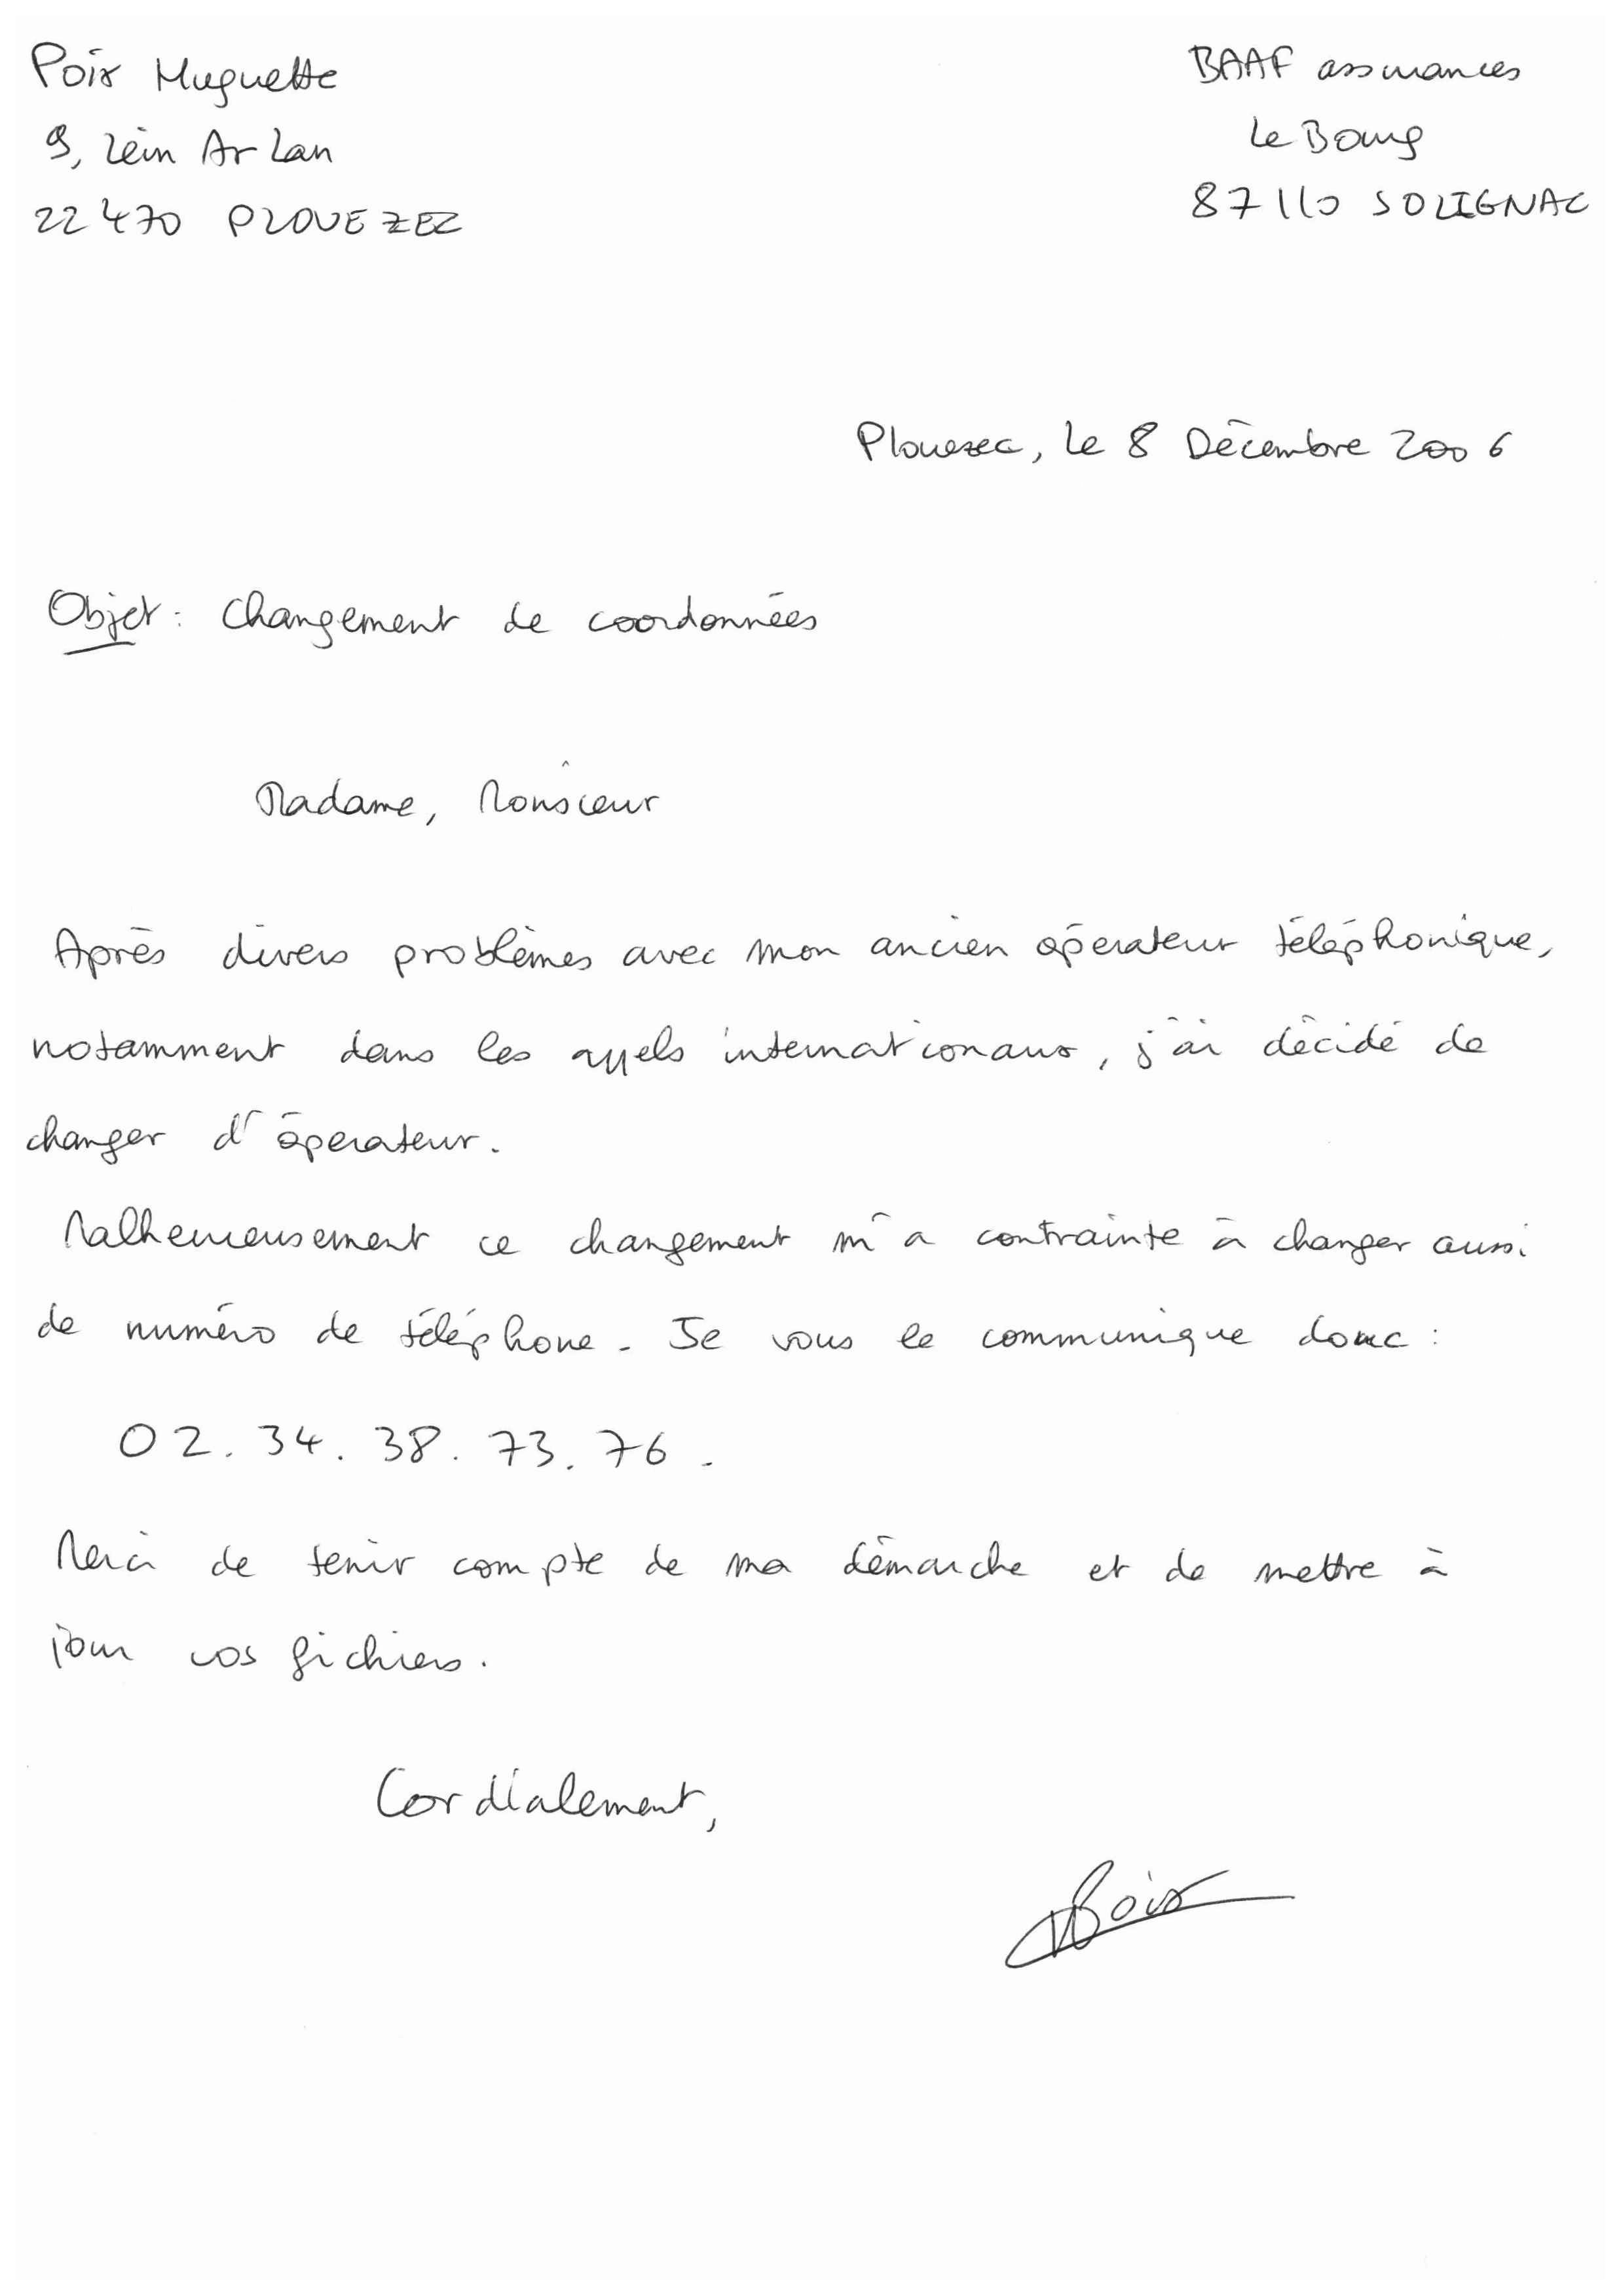 Poix Muguette
9, Lein Ar Lan
22470 PLOUEZEC
BAAF assurances
Le Bourg
87110 SOLIGNAC
Plouezec, le 8 Décembre 2006
Objet : Changement de coordonnées
Madame, Monsieur
Après divers problèmes avec mon ancien opérateur téléphonique,
notamment dans les appels internationaux, j'ai décidé de
changer d'opérateur.
Malheureusement ce changement m'a contrainte à changer aussi
de numéro de téléphone. Je vous le communique donc :
02.34.38.73.76.
Merci de tenir compte de ma démarche et de mettre à
jour vos fichiers.
Cordialement,
Poix